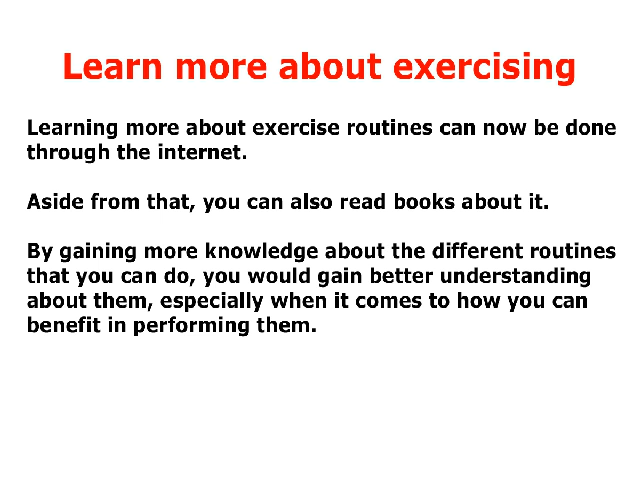 Learn more about exercising
Learning more about exercise routines can now be done
through the internet.
Aside from that, you can also read books about it.
By gaining more knowledge about the different routines
that you can do, you would gain better understanding
about them, especially when it comes to how you can
benefit in performing them.